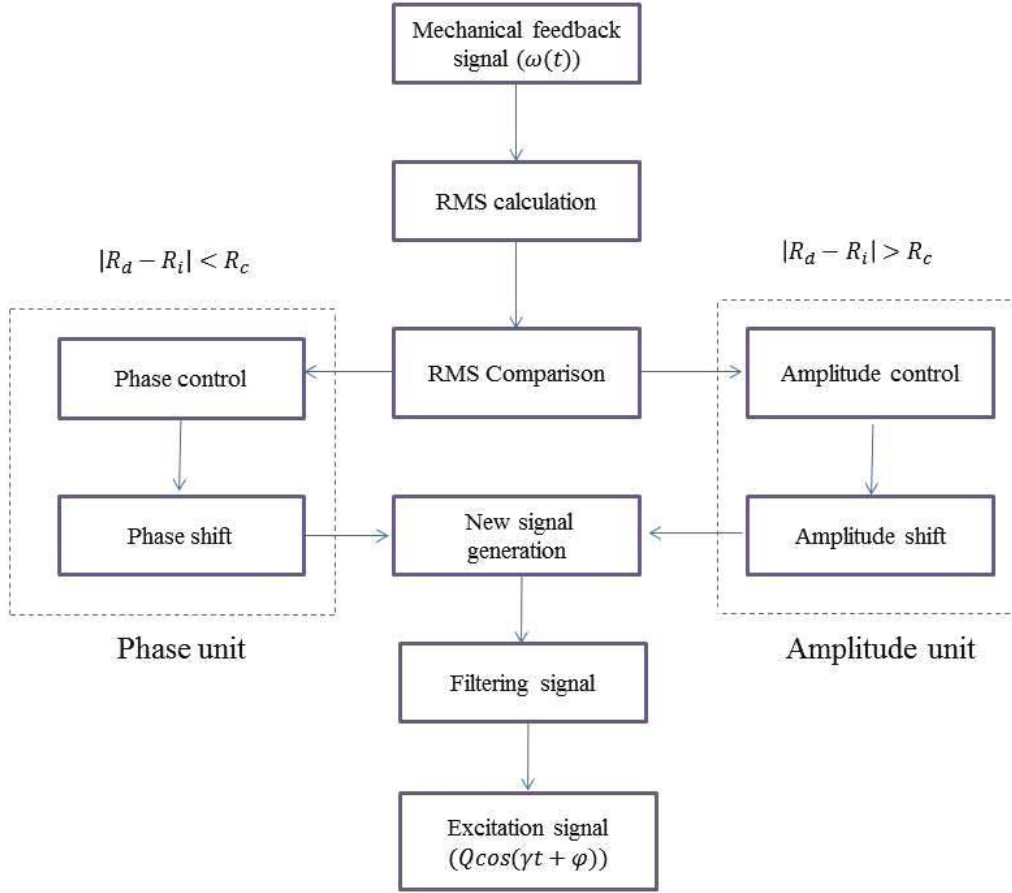 Mechanical feedback
signal (ω(t))
RMS calculation
|R_d − R_i| < R_c
|R_d − R_i| > R_c
Phase control
RMS Comparison
Amplitude control
Phase shift
New signal
generation
Amplitude shift
Phase unit
Amplitude unit
Filtering signal
Excitation signal
(Qcos(γt + φ))